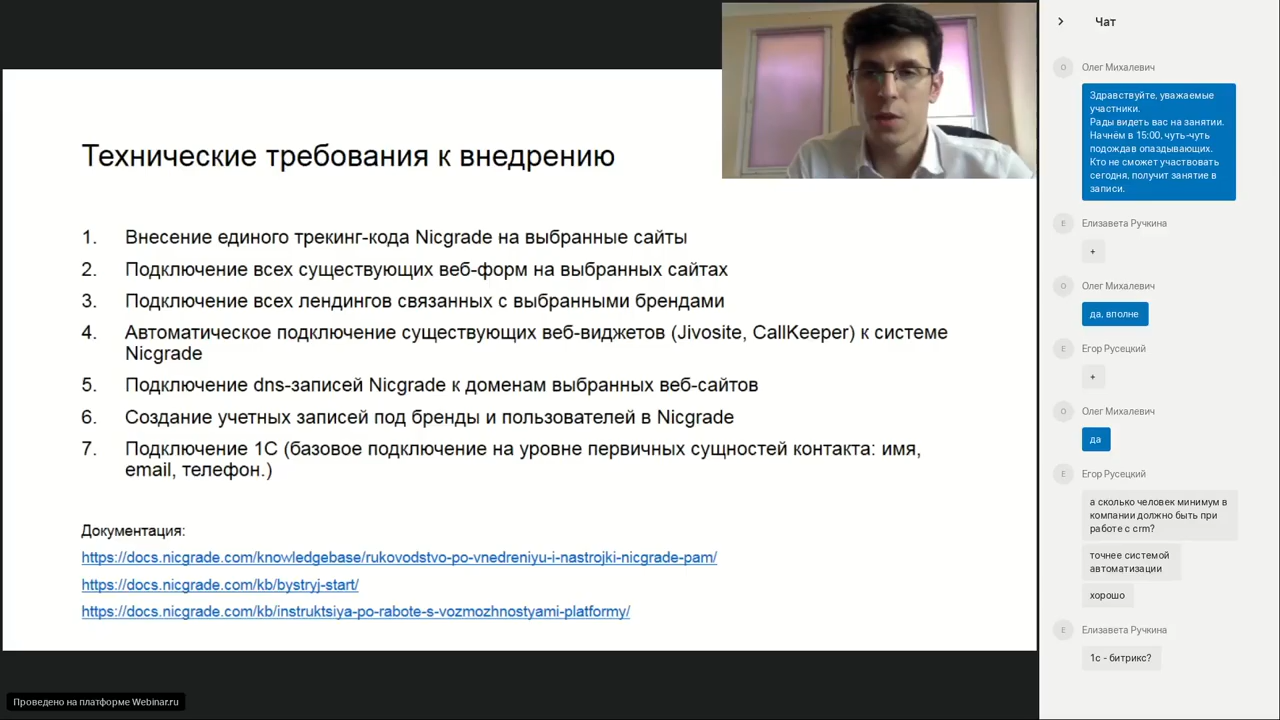 Технические требования к внедрению
1. Внесение единого трекинг-кода Nicgrade на выбранные сайты
2. Подключение всех существующих веб-форм на выбранных сайтах
3. Подключение всех лендингов связанных с выбранными брендами
4. Автоматическое подключение существующих веб-виджетов (Jivosite, CallKeeper) к системе
Nicgrade
5. Подключение dns-записей Nicgrade к доменам выбранных веб-сайтов
6. Создание учетных записей под бренды и пользователей в Nicgrade
7. Подключение 1С (базовое подключение на уровне первичных сущностей контакта: имя,
email, телефон.)
Документация:
https://docs.nicgrade.com/knowledgebase/rukovodstvo-po-vnedreniyu-i-nastrojki-nicgrade-pam/
https://docs.nicgrade.com/kb/bystryj-start/
https://docs.nicgrade.com/kb/instruktsiya-po-rabote-s-vozmozhnostyami-platformy/
Проведено на платформе Webinar.ru
Чат
О
Олег Михалевич
Здравствуйте, уважаемые
участники.
Рады видеть вас на занятии.
Начнём в 15:00, чуть-чуть
подождав опаздывающих.
Кто не сможет участвовать
сегодня, получит занятие в
записи.
Е
Елизавета Ручкина
+
О
Олег Михалевич
да, вполне
Е
Егор Русецкий
+
О
Олег Михалевич
да
Е
Егор Русецкий
а сколько человек минимум в
компании должно быть при
работе с crm?
точнее системой
автоматизации
хорошо
Е
Елизавета Ручкина
1с - битрикс?